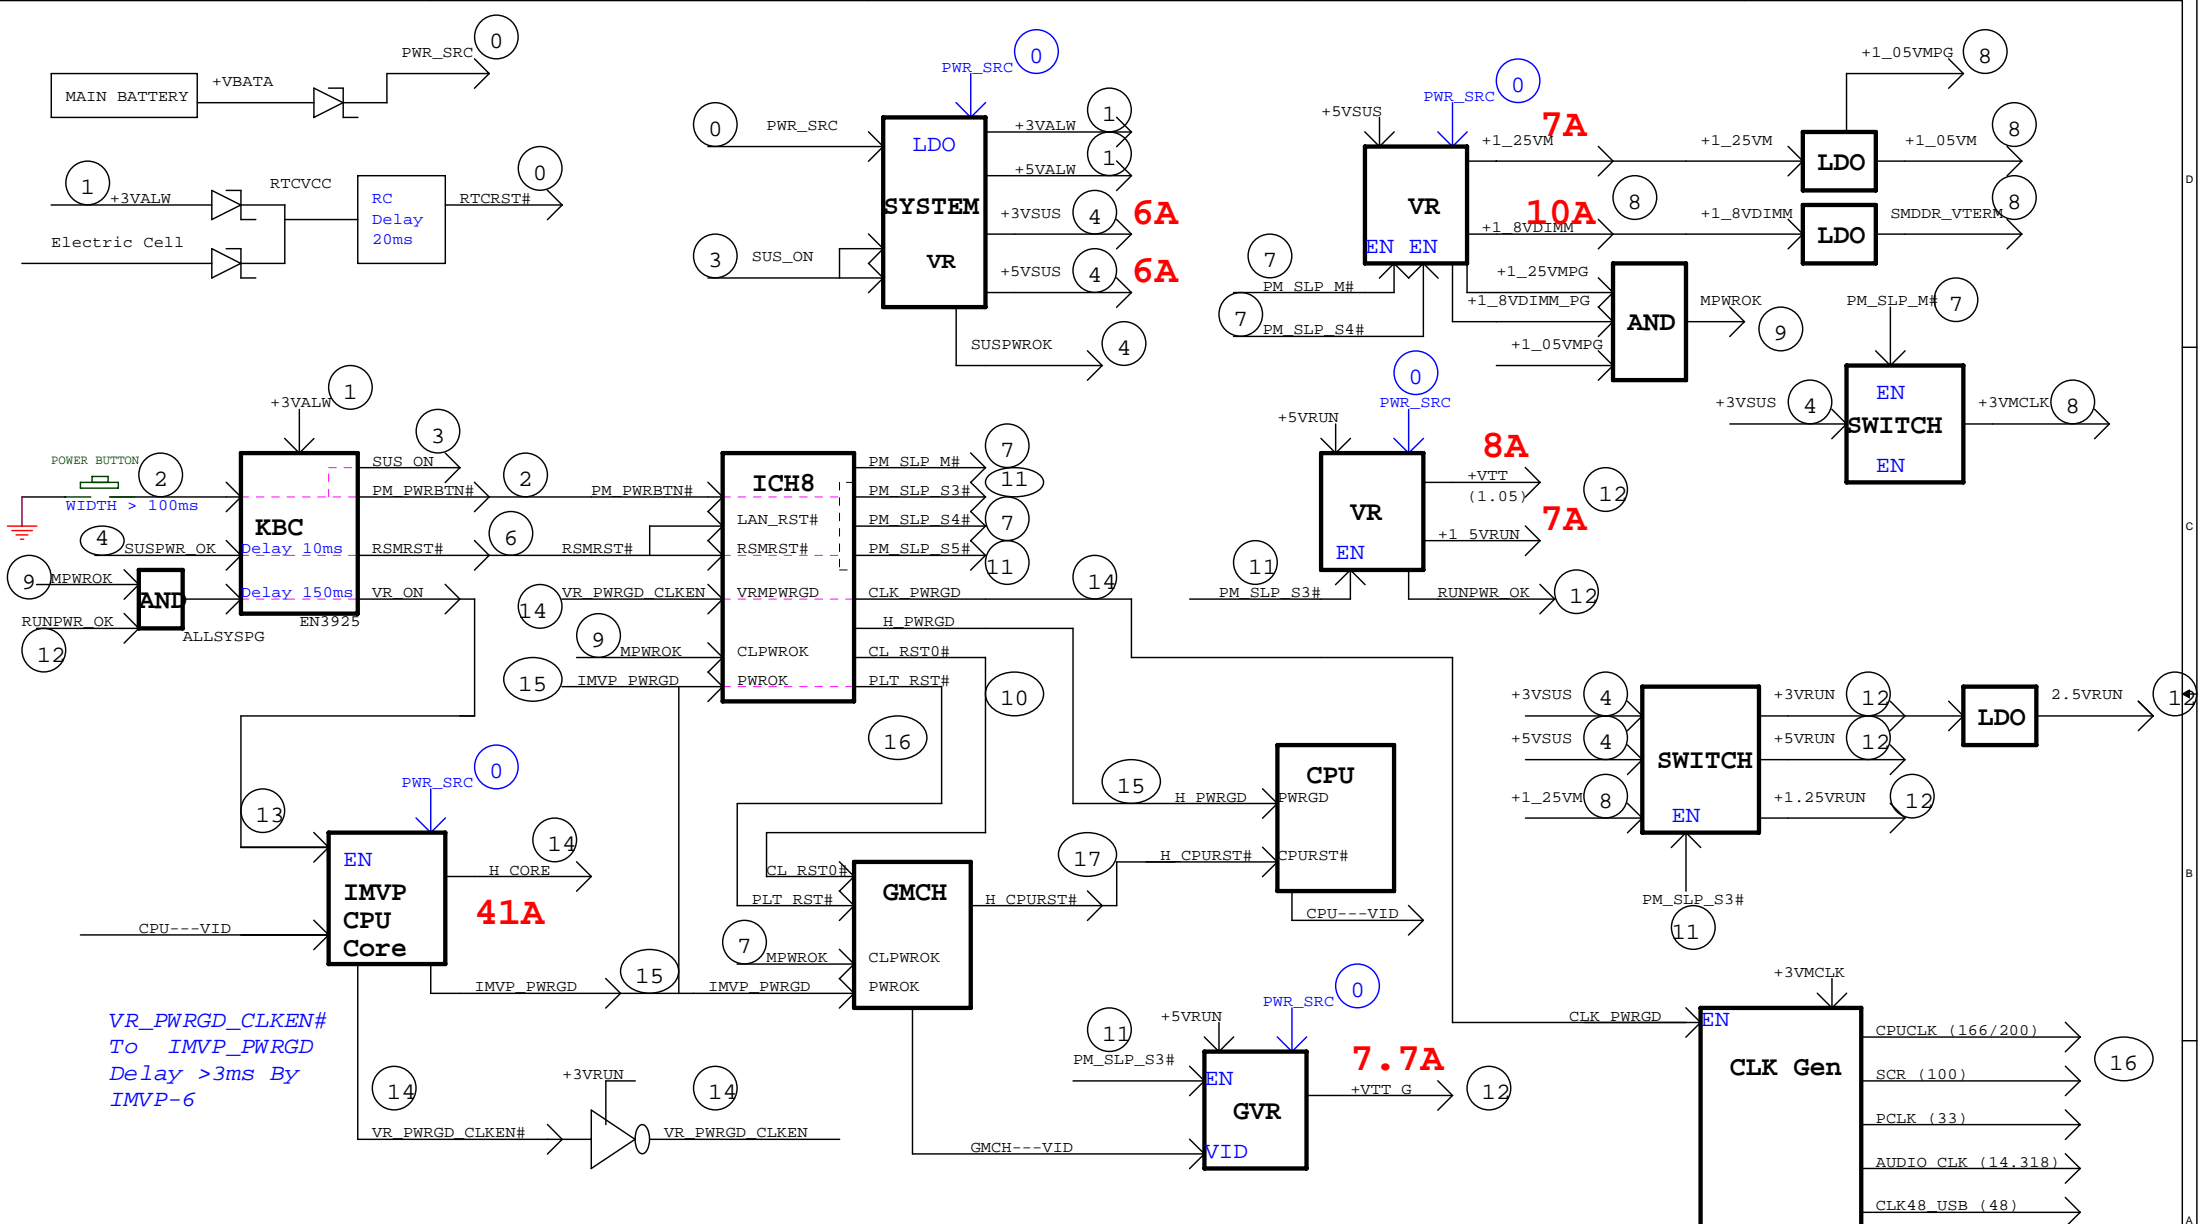 MAIN BATTERY
+VBATA
PWR_SRC
0
1
+3VALW
RTCVCC
Electric Cell
RC
Delay
20ms
RTCRST#
0
PWR_SRC
0
0
PWR_SRC
3
SUS_ON
LDO
SYSTEM
VR
+3VALW
1
+5VALW
1
+3VSUS
4
6A
+5VSUS
4
6A
SUSPWROK
4
+5VSUS
PWR_SRC
0
VR
EN EN
7A
+1_25VM
10A
+1_8VDIMM
8
7
PM_SLP_M#
7
PM_SLP_S4#
+1_25VMPG
+1_8VDIMM_PG
+1_05VMPG
AND
MPWROK
9
+1_25VM
LDO
+1_05VMPG
8
+1_05VM
8
+1_8VDIMM
LDO
SMDDR_VTERM
8
PM_SLP_M#
7
+3VSUS
4
EN
SWITCH
EN
+3VMCLK
8
+3VALW
1
POWER BUTTON
2
WIDTH > 100ms
4
SUSPWR_OK
9
MPWROK
RUNPWR_OK
12
AND
ALLSYSPG
KBC
Delay 10ms
Delay 150ms
EN3925
SUS_ON
3
PM_PWRBTN#
2
RSMRST#
6
VR_ON
PM_PWRBTN#
RSMRST#
14
VR_PWRGD_CLKEN
9
MPWROK
15
IMVP_PWRGD
ICH8
LAN_RST#
RSMRST#
VRMPWRGD
CLPWROK
PWROK
PM_SLP_M#
7
PM_SLP_S3#
11
PM_SLP_S4#
7
PM_SLP_S5#
11
CLK_PWRGD
14
H_PWRGD
CL_RST0#
PLT_RST#
10
16
+5VRUN
PWR_SRC
0
VR
EN
8A
+VTT
(1.05)
12
7A
+1_5VRUN
11
PM_SLP_S3#
RUNPWR_OK
12
+3VSUS
4
+5VSUS
4
+1_25VM
8
SWITCH
EN
PM_SLP_S3#
11
+3VRUN
12
+5VRUN
12
+1.25VRUN
12
LDO
2.5VRUN
12
13
PWR_SRC
0
EN
IMVP
CPU
Core
CPU---VID
H_CORE
14
41A
IMVP_PWRGD
15
IMVP_PWRGD
CL_RST0#
PLT_RST#
7
MPWROK
GMCH
CLPWROK
PWROK
H_CPURST#
17
15
H_PWRGD
H_CPURST#
CPU
PWRGD
CPURST#
CPU---VID
VR_PWRGD_CLKEN#
To IMVP_PWRGD
Delay >3ms By
IMVP-6
14
VR_PWRGD_CLKEN#
+3VRUN
14
VR_PWRGD_CLKEN
GMCH---VID
11
PM_SLP_S3#
+5VRUN
PWR_SRC
0
EN
GVR
VID
7.7A
+VTT_G
12
+3VMCLK
CLK_PWRGD
EN
CLK Gen
CPUCLK (166/200)
SCR (100)
PCLK (33)
AUDIO_CLK (14.318)
CLK48_USB (48)
16
D
C
B
A